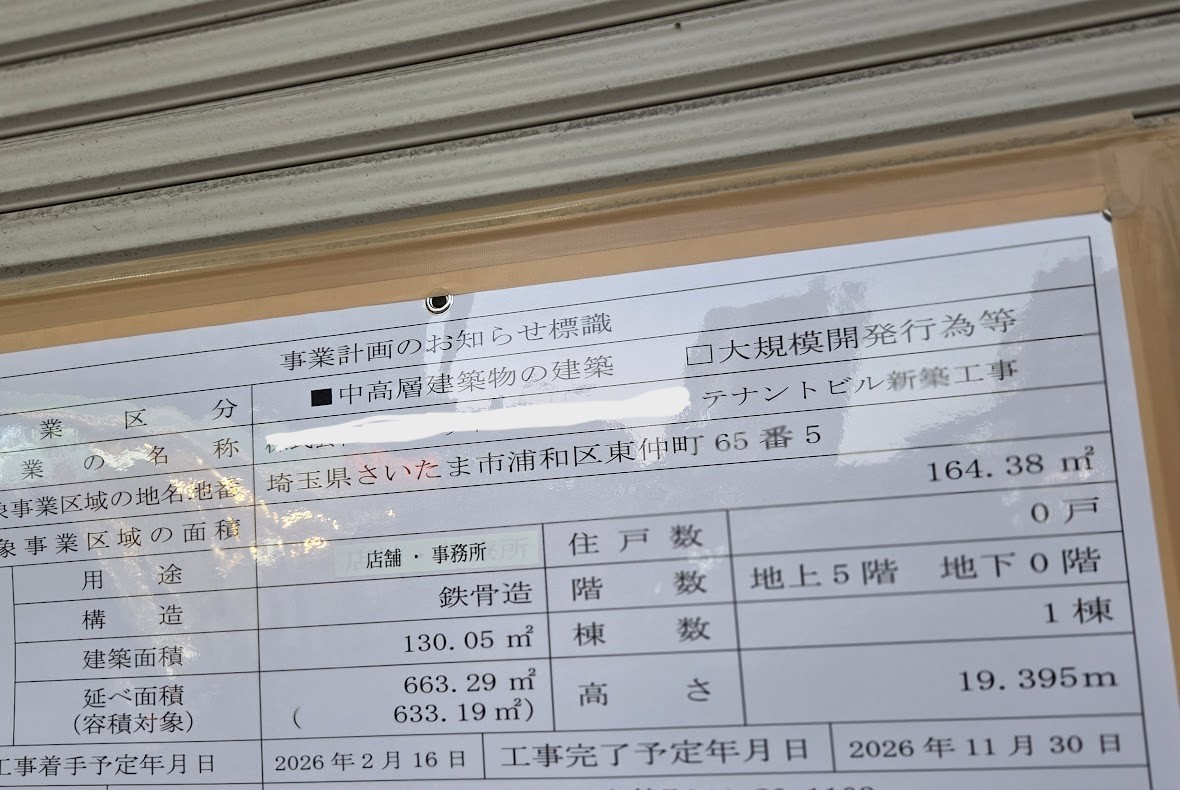 事業計画のお知らせ標識
業区分 ■中高層建築物の建築 □大規模開発行為等
業の名称 テナントビル新築工事
象事業区域の地名地番 埼玉県さいたま市浦和区東仲町65番5
象事業区域の面積 164.38㎡
用途 店舗・事務所 住戸数 0戸
構造 鉄骨造 階数 地上5階 地下0階
建築面積 130.05㎡ 棟数 1棟
延べ面積 663.29㎡ 高さ 19.395m
(容積対象) (633.19㎡)
工事着手予定年月日 2026年2月16日 工事完了予定年月日 2026年11月30日